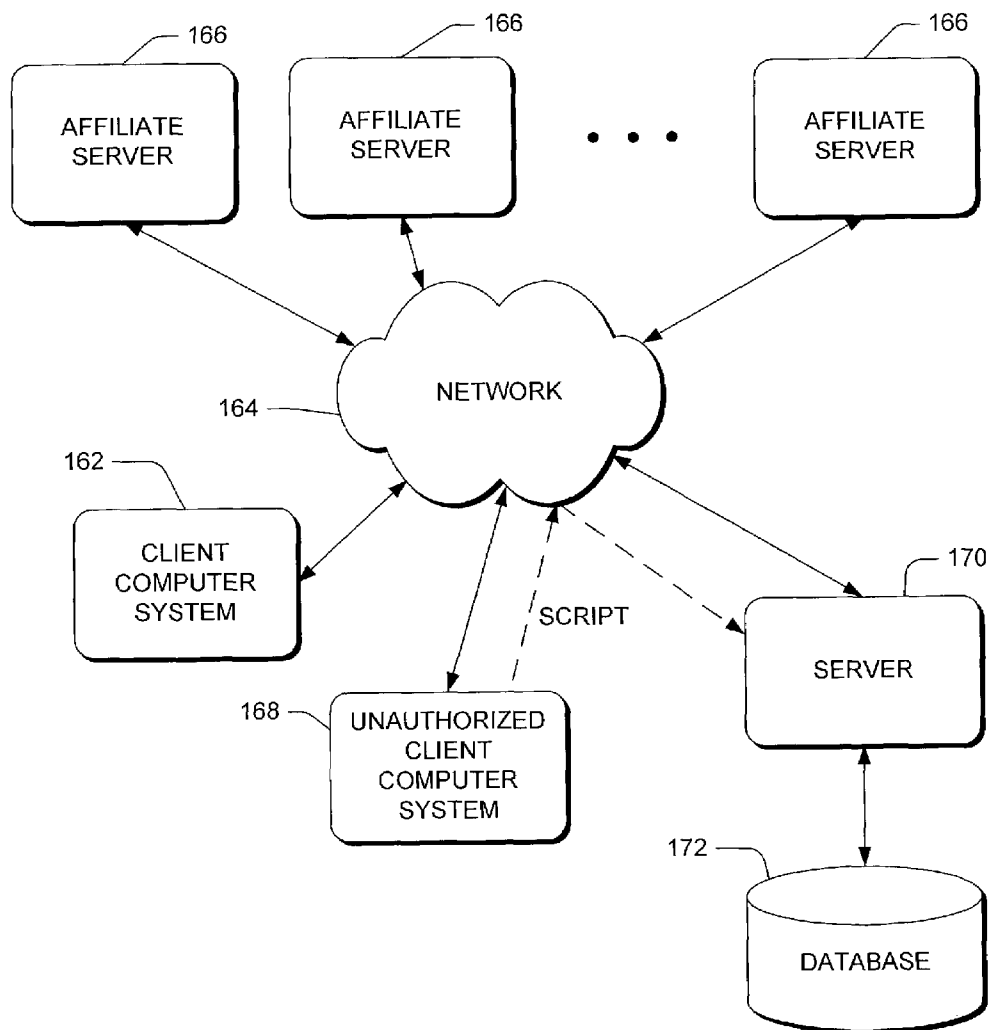 166
166
166
AFFILIATE
SERVER
AFFILIATE
SERVER
AFFILIATE
SERVER
NETWORK
164
162
CLIENT
COMPUTER
SYSTEM
170
SCRIPT
SERVER
168
UNAUTHORIZED
CLIENT
COMPUTER
SYSTEM
172
DATABASE